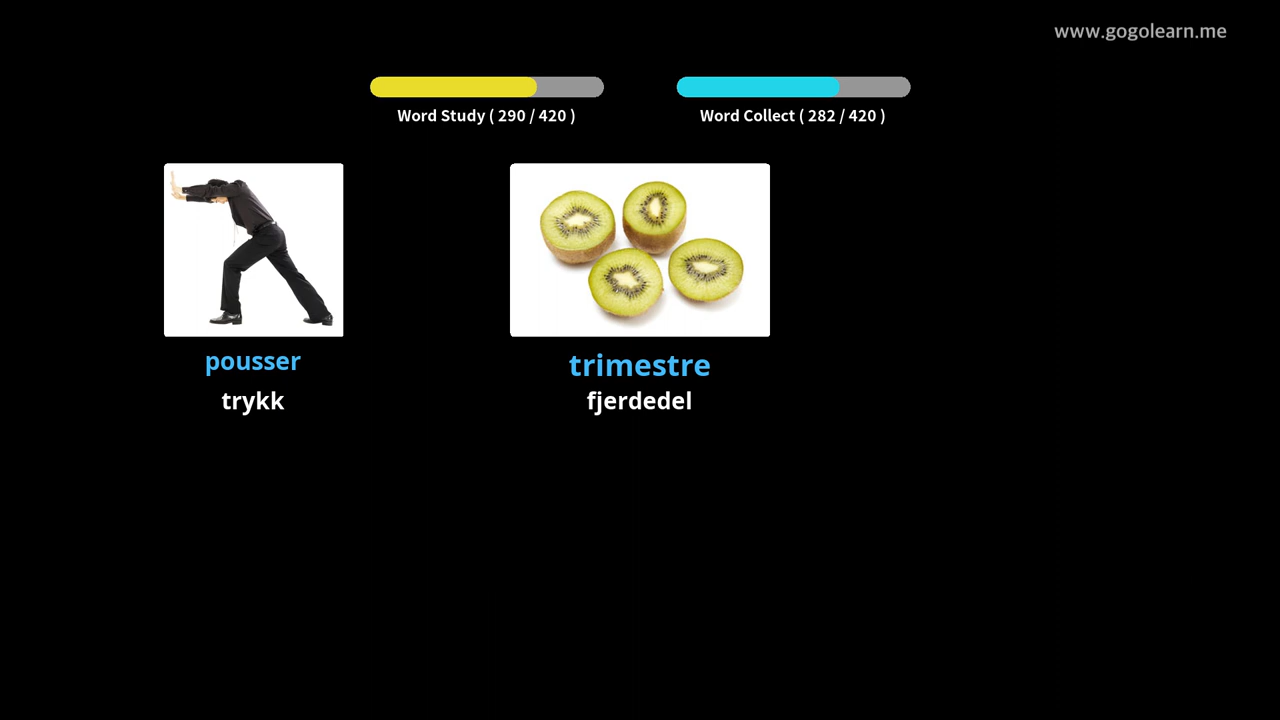 www.gogolearn.me
Word Study ( 290 / 420 )
Word Collect ( 282 / 420 )
pousser
trykk
trimestre
fjerdedel